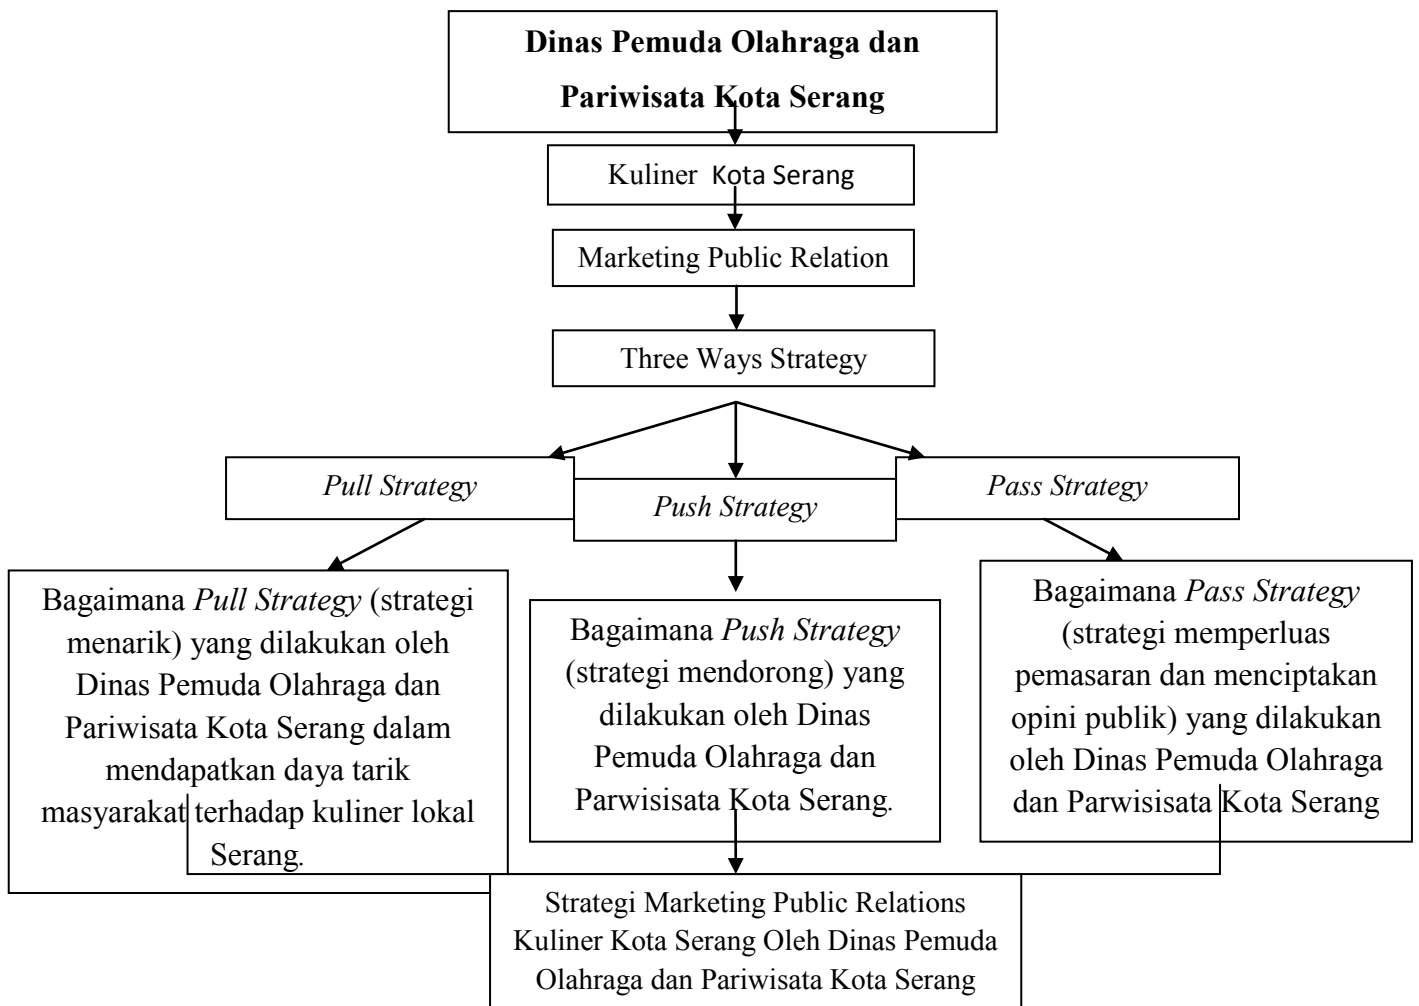 Dinas Pemuda Olahraga dan
Pariwisata Kota Serang
Kuliner Kota Serang
Marketing Public Relation
Three Ways Strategy
Pull Strategy
Push Strategy
Pass Strategy
Bagaimana Pull Strategy (strategi
menarik) yang dilakukan oleh
Dinas Pemuda Olahraga dan
Pariwisata Kota Serang dalam
mendapatkan daya tarik
masyarakat terhadap kuliner lokal
Serang.
Bagaimana Push Strategy
(strategi mendorong) yang
dilakukan oleh Dinas
Pemuda Olahraga dan
Parwisisata Kota Serang.
Bagaimana Pass Strategy
(strategi memperluas
pemasaran dan menciptakan
opini publik) yang dilakukan
oleh Dinas Pemuda Olahraga
dan Parwisisata Kota Serang
Strategi Marketing Public Relations
Kuliner Kota Serang Oleh Dinas Pemuda
Olahraga dan Pariwisata Kota Serang